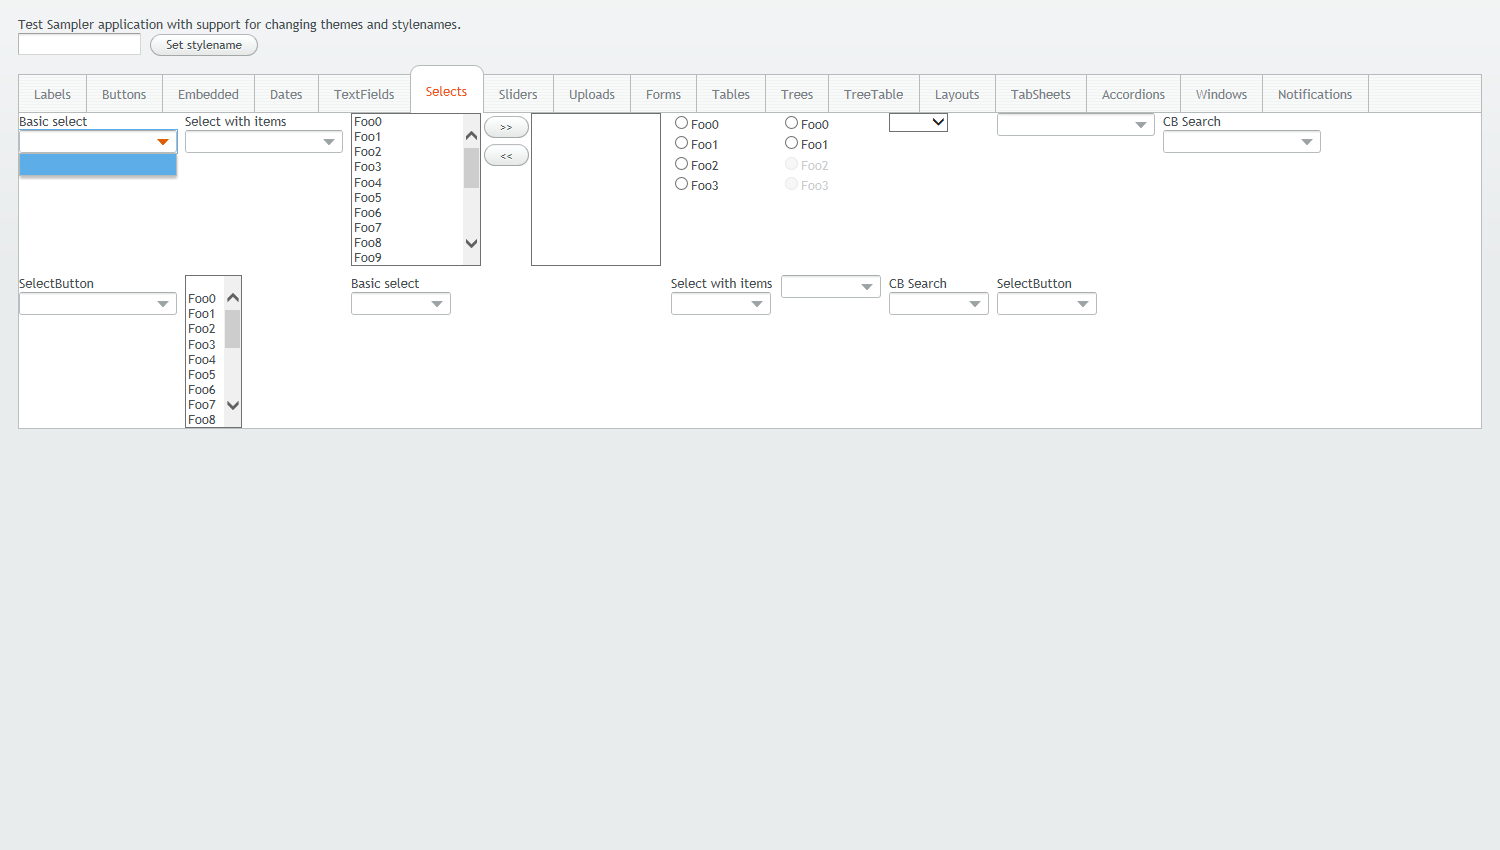 Test Sampler application with support for changing themes and stylenames.
Set stylename
Labels Buttons Embedded Dates TextFields Selects Sliders Uploads Forms Tables Trees TreeTable Layouts TabSheets Accordions Windows Notifications
Basic select
Select with items
Foo0
Foo1
Foo2
Foo3
Foo4
Foo5
Foo6
Foo7
Foo8
Foo9
>>
<<
Foo0
Foo1
Foo2
Foo3
Foo0
Foo1
Foo2
Foo3
CB Search
SelectButton
Foo0
Foo1
Foo2
Foo3
Foo4
Foo5
Foo6
Foo7
Foo8
Basic select
Select with items
CB Search
SelectButton